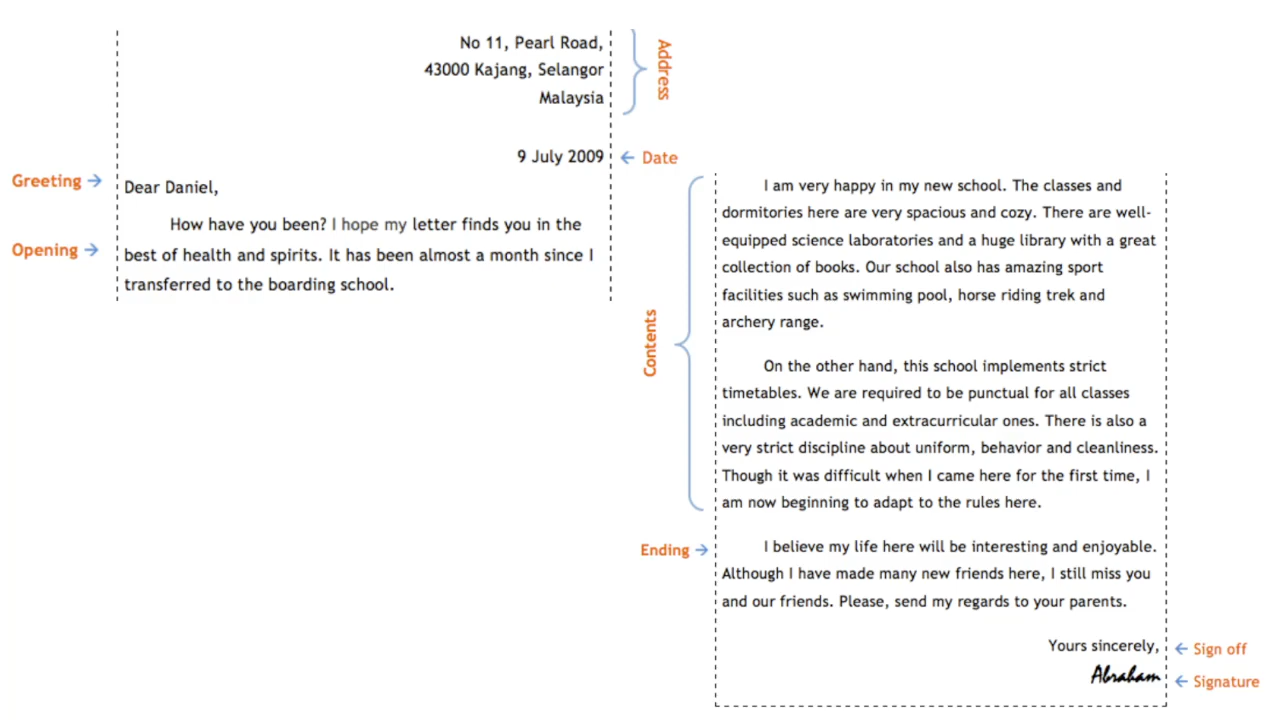 No 11, Pearl Road,
43000 Kajang, Selangor
Malaysia
Address
9 July 2009
← Date
Greeting →
Dear Daniel,
Opening →
How have you been? I hope my letter finds you in the
best of health and spirits. It has been almost a month since I
transferred to the boarding school.
Contents
I am very happy in my new school. The classes and
dormitories here are very spacious and cozy. There are well-
equipped science laboratories and a huge library with a great
collection of books. Our school also has amazing sport
facilities such as swimming pool, horse riding trek and
archery range.
On the other hand, this school implements strict
timetables. We are required to be punctual for all classes
including academic and extracurricular ones. There is also a
very strict discipline about uniform, behavior and cleanliness.
Though it was difficult when I came here for the first time, I
am now beginning to adapt to the rules here.
Ending →
I believe my life here will be interesting and enjoyable.
Although I have made many new friends here, I still miss you
and our friends. Please, send my regards to your parents.
Yours sincerely,
← Sign off
Abraham
← Signature